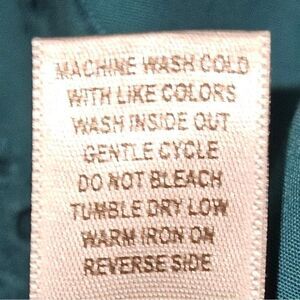 MACHINE WASH COLD
WITH LIKE COLORS
WASH INSIDE OUT
GENTLE CYCLE
DO NOT BLEACH
TUMBLE DRY LOW
WARM IRON ON
REVERSE SIDE